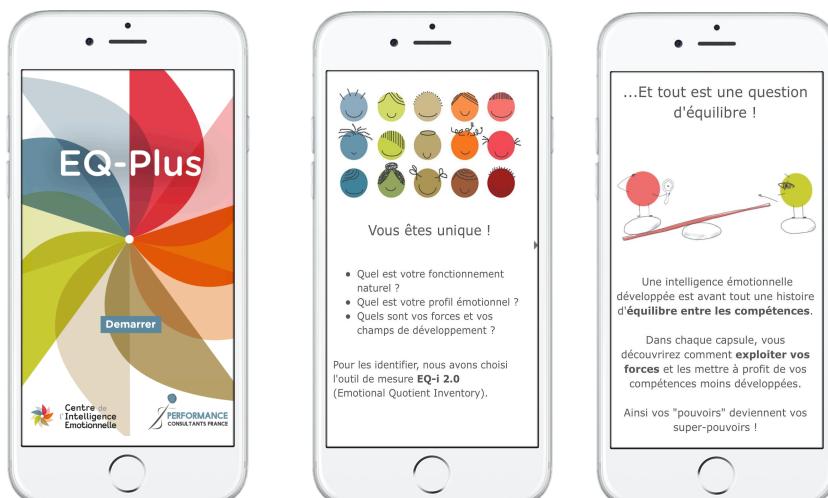 EQ-Plus
Demarrer
Centre de
l'Intelligence
Emotionnelle
PERFORMANCE
CONSULTANTS FRANCE
Vous êtes unique !
• Quel est votre fonctionnement
naturel ?
• Quel est votre profil émotionnel ?
• Quels sont vos forces et vos
champs de développement ?
Pour les identifier, nous avons choisi
l'outil de mesure EQ-i 2.0
(Emotional Quotient Inventory).
...Et tout est une question
d'équilibre !
Une intelligence émotionnelle
développée est avant tout une histoire
d'équilibre entre les compétences.
Dans chaque capsule, vous
découvrirez comment exploiter vos
forces et les mettre à profit de vos
compétences moins développées.
Ainsi vos "pouvoirs" deviennent vos
super-pouvoirs !